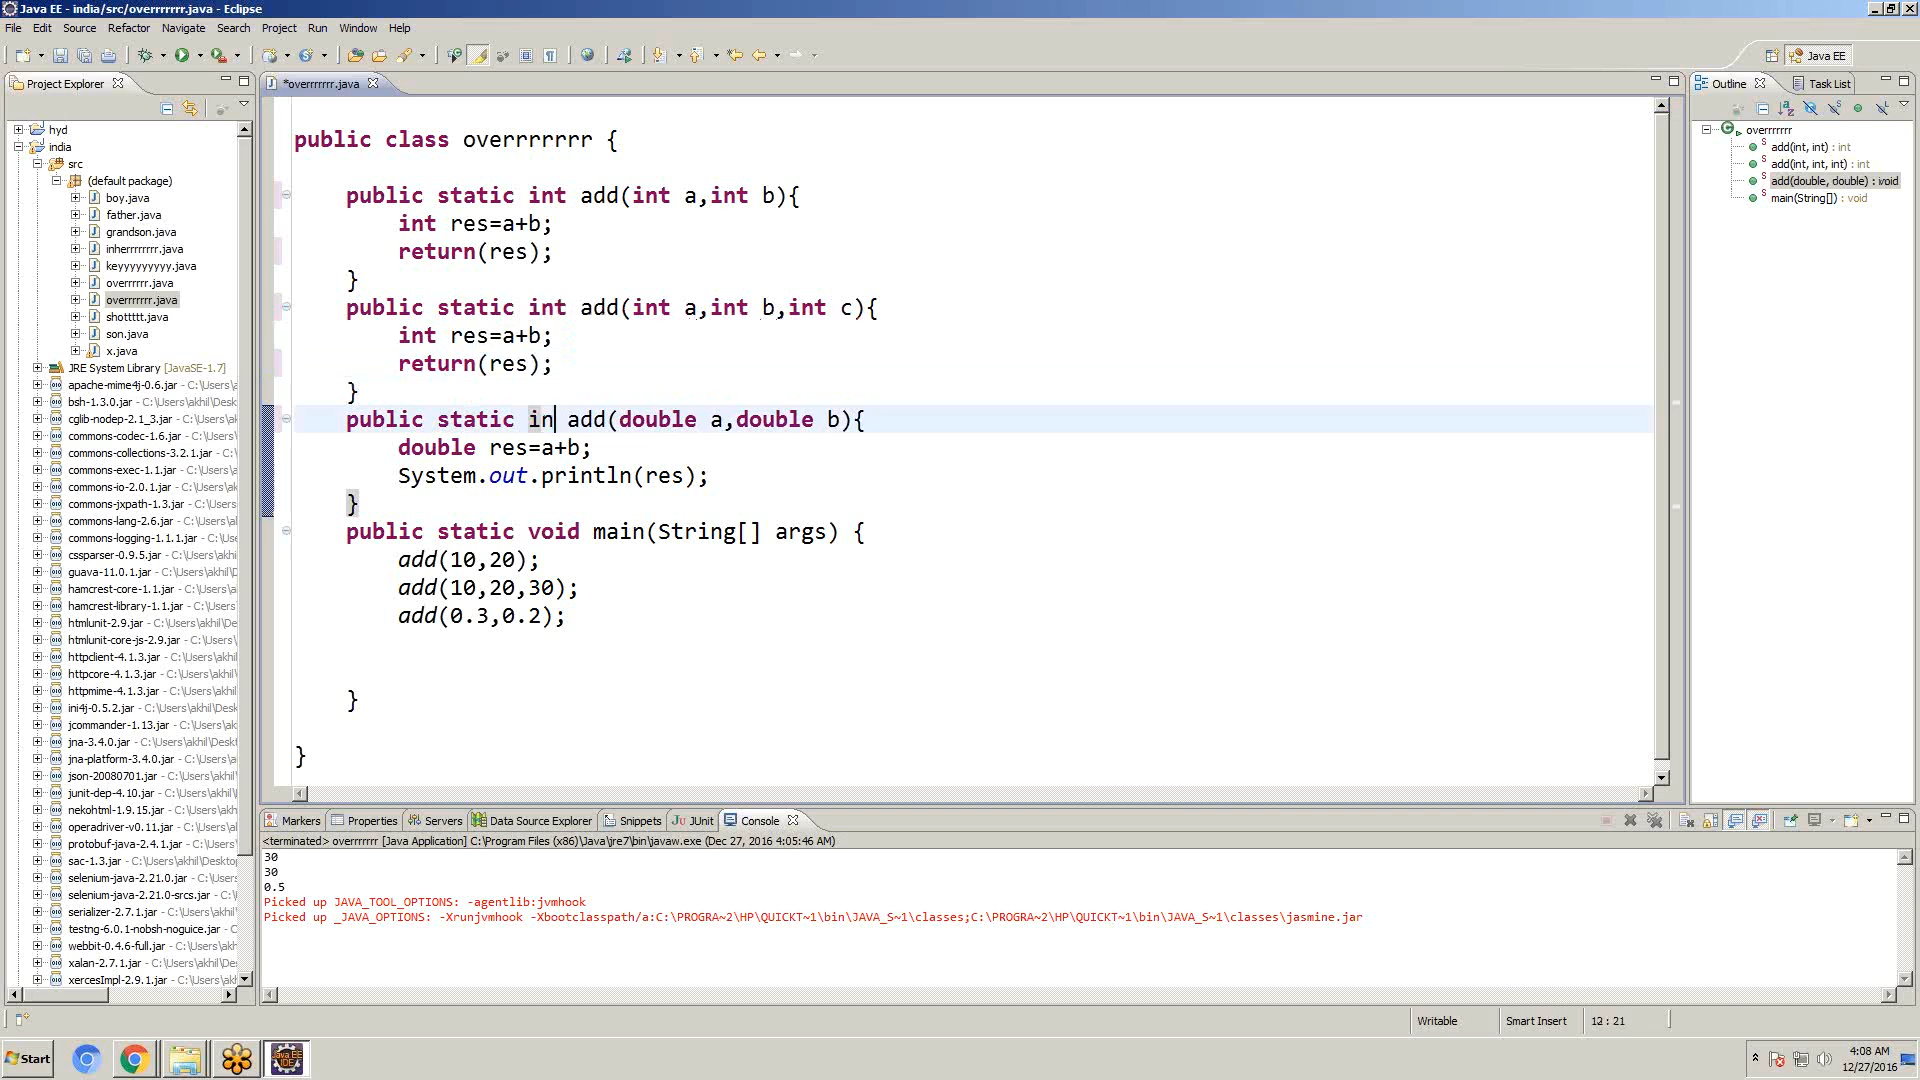 Java EE - india/src/overrrrrrr.java - Eclipse
File Edit Source Refactor Navigate Search Project Run Window Help
Java EE
Project Explorer
*overrrrrrr.java
Outline
Task List
hyd
india
src
(default package)
boy.java
father.java
grandson.java
inherrrrrrrr.java
keyyyyyyyyy.java
overrrrrr.java
overrrrrrr.java
shottttt.java
son.java
x.java
JRE System Library [JavaSE-1.7]
apache-mime4j-0.6.jar - C:\Users\a
bsh-1.3.0.jar - C:\Users\akhil\Desk
cglib-nodep-2.1_3.jar - C:\Users\ak
commons-codec-1.6.jar - C:\Users\
commons-collections-3.2.1.jar - C:\
commons-exec-1.1.jar - C:\Users\a
commons-io-2.0.1.jar - C:\Users\ak
commons-jxpath-1.3.jar - C:\Users\
commons-lang-2.6.jar - C:\Users\a
commons-logging-1.1.1.jar - C:\Use
cssparser-0.9.5.jar - C:\Users\akhil
guava-11.0.1.jar - C:\Users\akhil\D
hamcrest-core-1.1.jar - C:\Users\a
hamcrest-library-1.1.jar - C:\Users\
htmlunit-2.9.jar - C:\Users\akhil\De
htmlunit-core-js-2.9.jar - C:\Users\
httpclient-4.1.3.jar - C:\Users\akhil
httpcore-4.1.3.jar - C:\Users\akhil\
httpmime-4.1.3.jar - C:\Users\akhil
ini4j-0.5.2.jar - C:\Users\akhil\Desk
jcommander-1.13.jar - C:\Users\ak
jna-3.4.0.jar - C:\Users\akhil\Deskt
jna-platform-3.4.0.jar - C:\Users\ak
json-20080701.jar - C:\Users\akhil\
junit-dep-4.10.jar - C:\Users\akhil\
nekohtml-1.9.15.jar - C:\Users\akhi
operadriver-v0.11.jar - C:\Users\ak
protobuf-java-2.4.1.jar - C:\Users\
sac-1.3.jar - C:\Users\akhil\Desktop
selenium-java-2.21.0.jar - C:\Users
selenium-java-2.21.0-srcs.jar - C:\
serializer-2.7.1.jar - C:\Users\akhil\
testng-6.0.1-nobsh-noguice.jar - C:
webbit-0.4.6-full.jar - C:\Users\akh
xalan-2.7.1.jar - C:\Users\akhil\De
xercesImpl-2.9.1.jar - C:\Users\akh
public class overrrrrrr {
public static int add(int a,int b){
int res=a+b;
return(res);
}
public static int add(int a,int b,int c){
int res=a+b;
return(res);
}
public static in add(double a,double b){
double res=a+b;
System.out.println(res);
}
public static void main(String[] args) {
add(10,20);
add(10,20,30);
add(0.3,0.2);
}
}
overrrrrrr
add(int, int) : int
add(int, int, int) : int
add(double, double) : void
main(String[]) : void
Markers Properties Servers Data Source Explorer Snippets JUnit Console
<terminated> overrrrrrr [Java Application] C:\Program Files (x86)\Java\jre7\bin\javaw.exe (Dec 27, 2016 4:05:46 AM)
30
30
0.5
Picked up JAVA_TOOL_OPTIONS: -agentlib:jvmhook
Picked up _JAVA_OPTIONS: -Xrunjvmhook -Xbootclasspath/a:C:\PROGRA~2\HP\QUICKT~1\bin\JAVA_S~1\classes;C:\PROGRA~2\HP\QUICKT~1\bin\JAVA_S~1\classes\jasmine.jar
Writable Smart Insert 12 : 21
Start
4:08 AM
12/27/2016